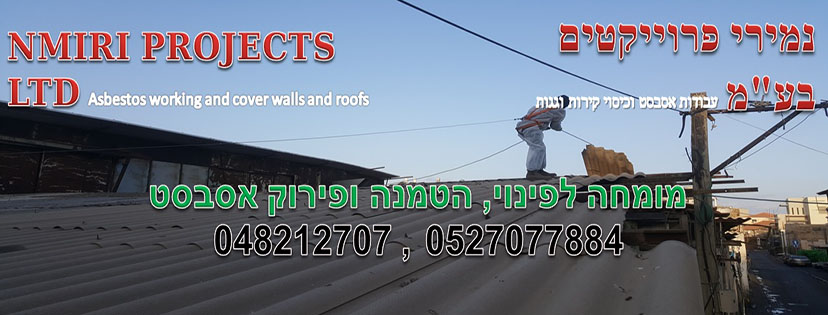 NMIRI PROJECTS
LTD Asbestos working and cover walls and roofs
נמירי פרוייקטים
בע"מ עבודות אסבסט וכיסוי קירות וגגות
מומחה לפינוי, הטמנה ופירוק אסבסט
048212707 , 0527077884